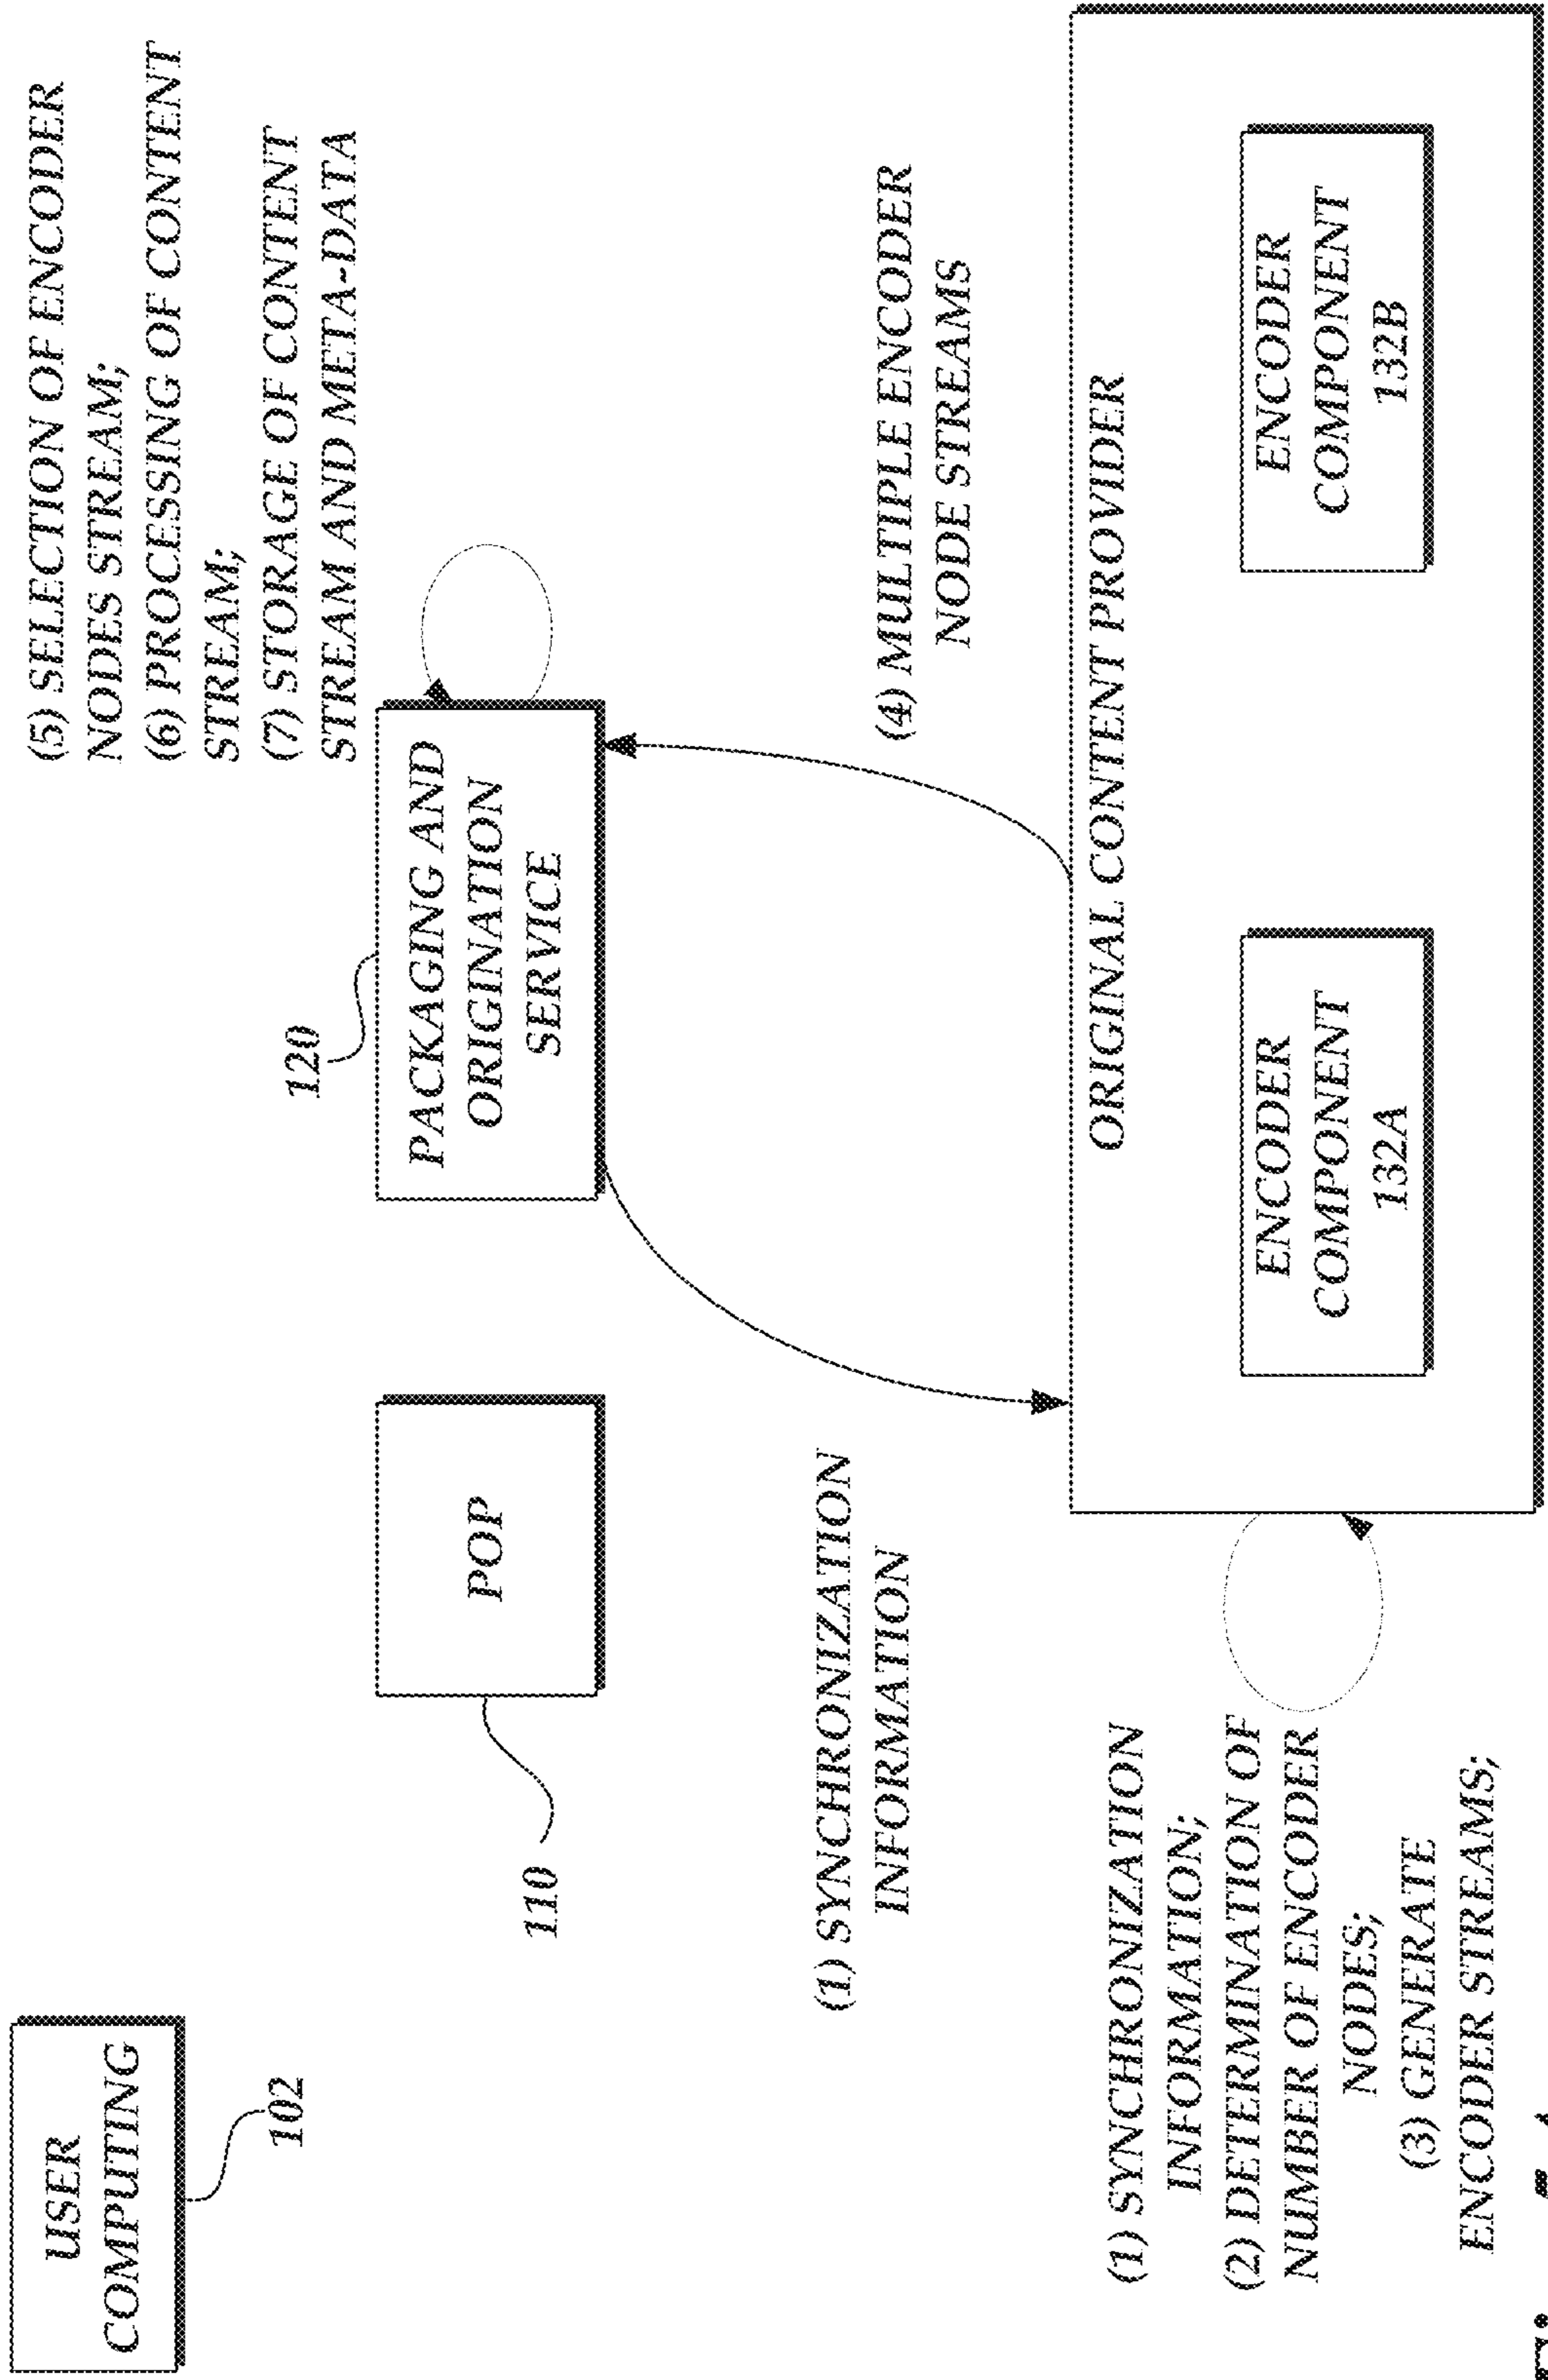 USER
COMPUTING
102
110
POP
120
PACKAGING AND
ORIGINATION
SERVICE
(5) SELECTION OF ENCODER
NODES STREAM;
(6) PROCESSING OF CONTENT
STREAM;
(7) STORAGE OF CONTENT
STREAM AND META-DATA
(1) SYNCHRONIZATION
INFORMATION
(4) MULTIPLE ENCODER
NODE STREAMS
(1) SYNCHRONIZATION
INFORMATION;
(2) DETERMINATION OF
NUMBER OF ENCODER
NODES;
(3) GENERATE
ENCODER STREAMS;
ORIGINAL CONTENT PROVIDER
ENCODER
COMPONENT
132A
ENCODER
COMPONENT
132B